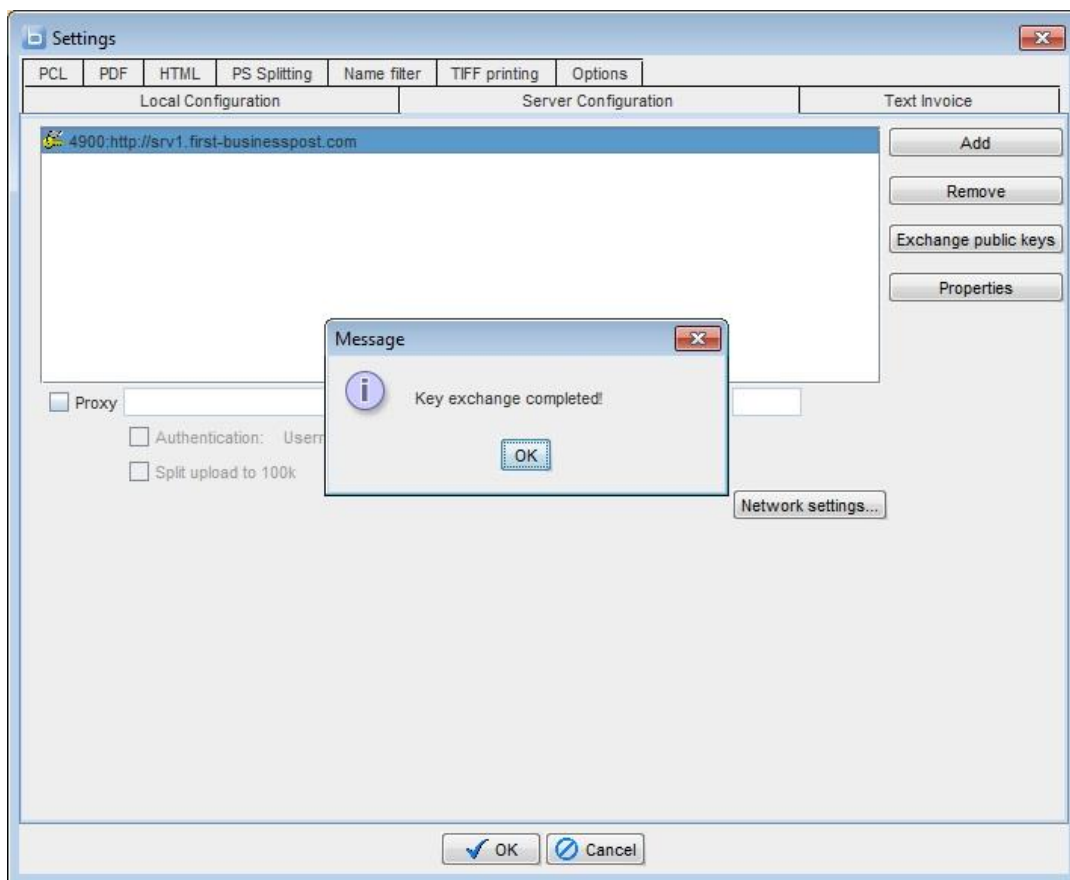 Settings
PCL PDF HTML PS Splitting Name filter TIFF printing Options
Local Configuration Server Configuration Text Invoice
4900:http://srv1.first-businesspost.com
Add
Remove
Exchange public keys
Properties
Message
Key exchange completed!
OK
Proxy
Authentication:
Split upload to 100k
Network settings...
OK Cancel